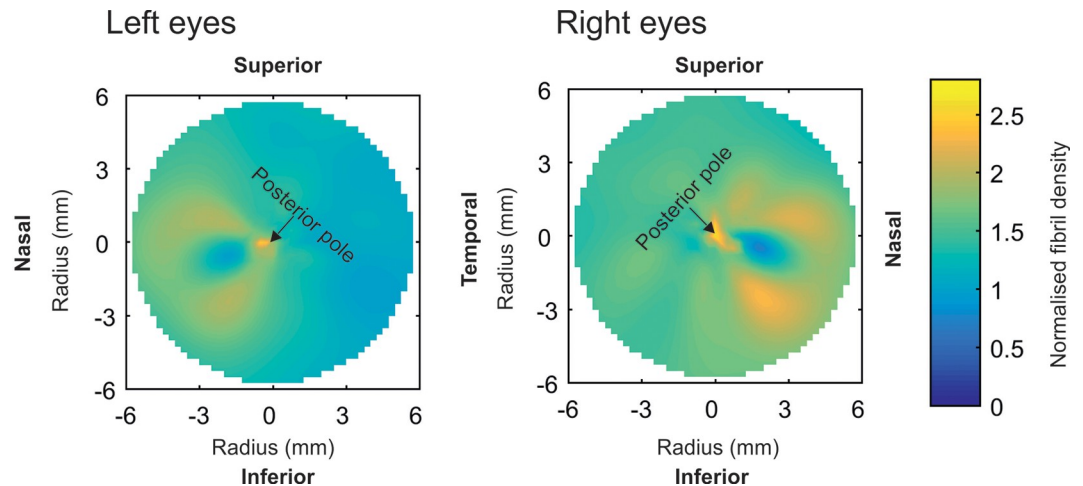 Left eyes
Right eyes
Superior
Superior
6
3
0
-3
-6
Nasal
Radius (mm)
Posterior pole
-6 -3 0 3 6
Radius (mm)
Inferior
6
3
0
-3
-6
Temporal
Radius (mm)
Posterior pole
Nasal
-6 -3 0 3 6
Radius (mm)
Inferior
2.5
2
1.5
1
0.5
0
Normalised fibril density